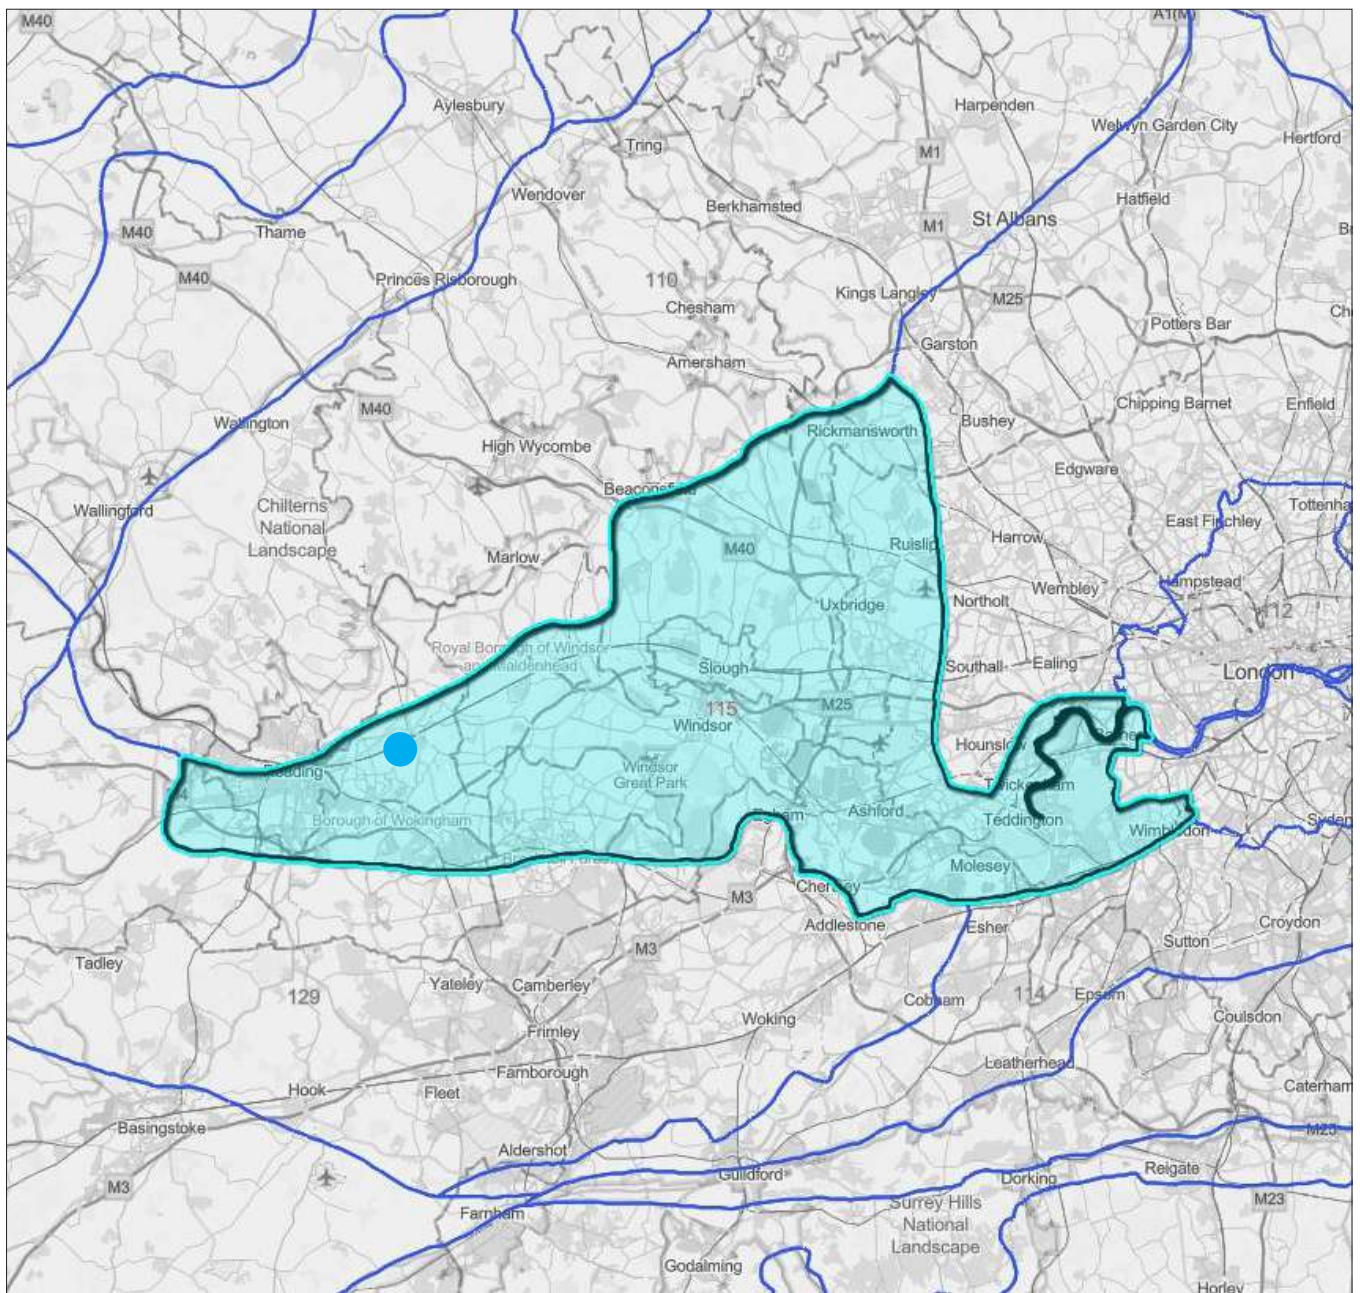 M40
A1(M)
Aylesbury
Harpenden
Welwyn Garden City
Hertford
M1
Tring
Wendover
Berkhamsted
Hatfield
St Albans
M1
M40
Thame
M40
Princes Risborough
110
Kings Langley
M25
Chesham
Potters Bar
Garston
Amersham
M40
Chipping Barnet
Enfield
Watlington
Rickmansworth
Bushey
High Wycombe
Edgware
Beaconsfield
Wallingford
Chilterns
National
Landscape
East Finchley
Marlow
M40
Ruislip
Harrow
Hampstead
Wembley
Uxbridge
Northolt
112
Royal Borough of Windsor
and Maidenhead
Slough
Southall
Ealing
London
115
M25
Windsor
Hounslow
Reading
Windsor
Great Park
Twickenham
Egham
Ashford
Teddington
Borough of Wokingham
Wimbledon
Molesey
Chertsey
M3
Addlestone
Esher
Croydon
M3
Sutton
Tadley
Yateley
Camberley
129
Cobham
114
Epsom
Woking
Coulsdon
Frimley
Leatherhead
Farnborough
Hook
Fleet
Caterham
Basingstoke
M25
Aldershot
Guildford
Reigate
Dorking
M3
M23
Farnham
Surrey Hills
National
Landscape
Godalming
Horley